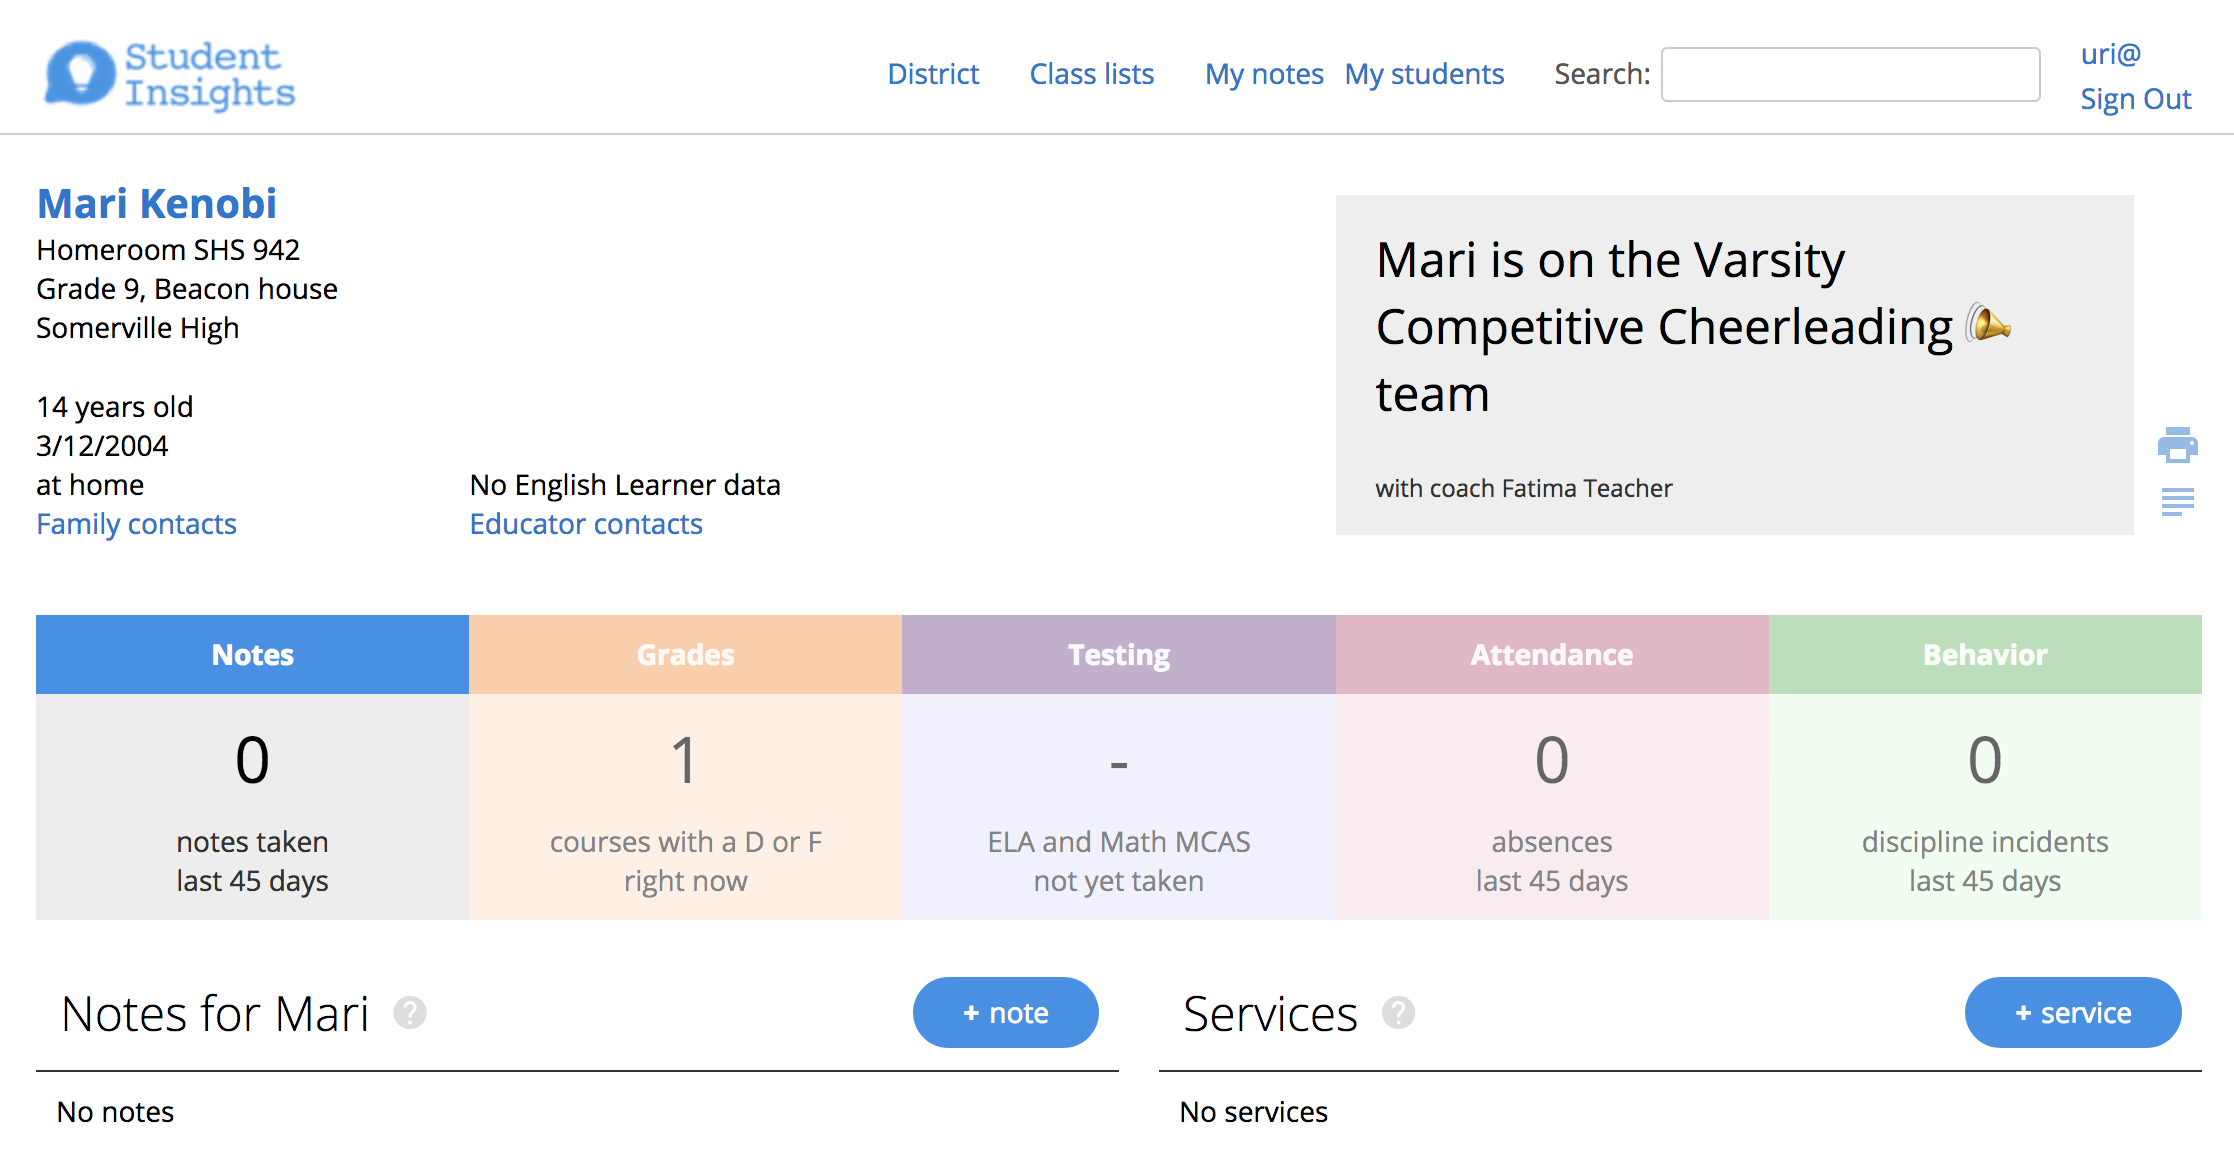 Student
Insights
District Class lists My notes My students Search:
uri@
Sign Out
Mari Kenobi
Homeroom SHS 942
Grade 9, Beacon house
Somerville High
14 years old
3/12/2004
at home
Family contacts
No English Learner data
Educator contacts
Mari is on the Varsity
Competitive Cheerleading
team
with coach Fatima Teacher
Notes
0
notes taken
last 45 days
Grades
1
courses with a D or F
right now
Testing
-
ELA and Math MCAS
not yet taken
Attendance
0
absences
last 45 days
Behavior
0
discipline incidents
last 45 days
Notes for Mari ?
+ note
No notes
Services ?
+ service
No services